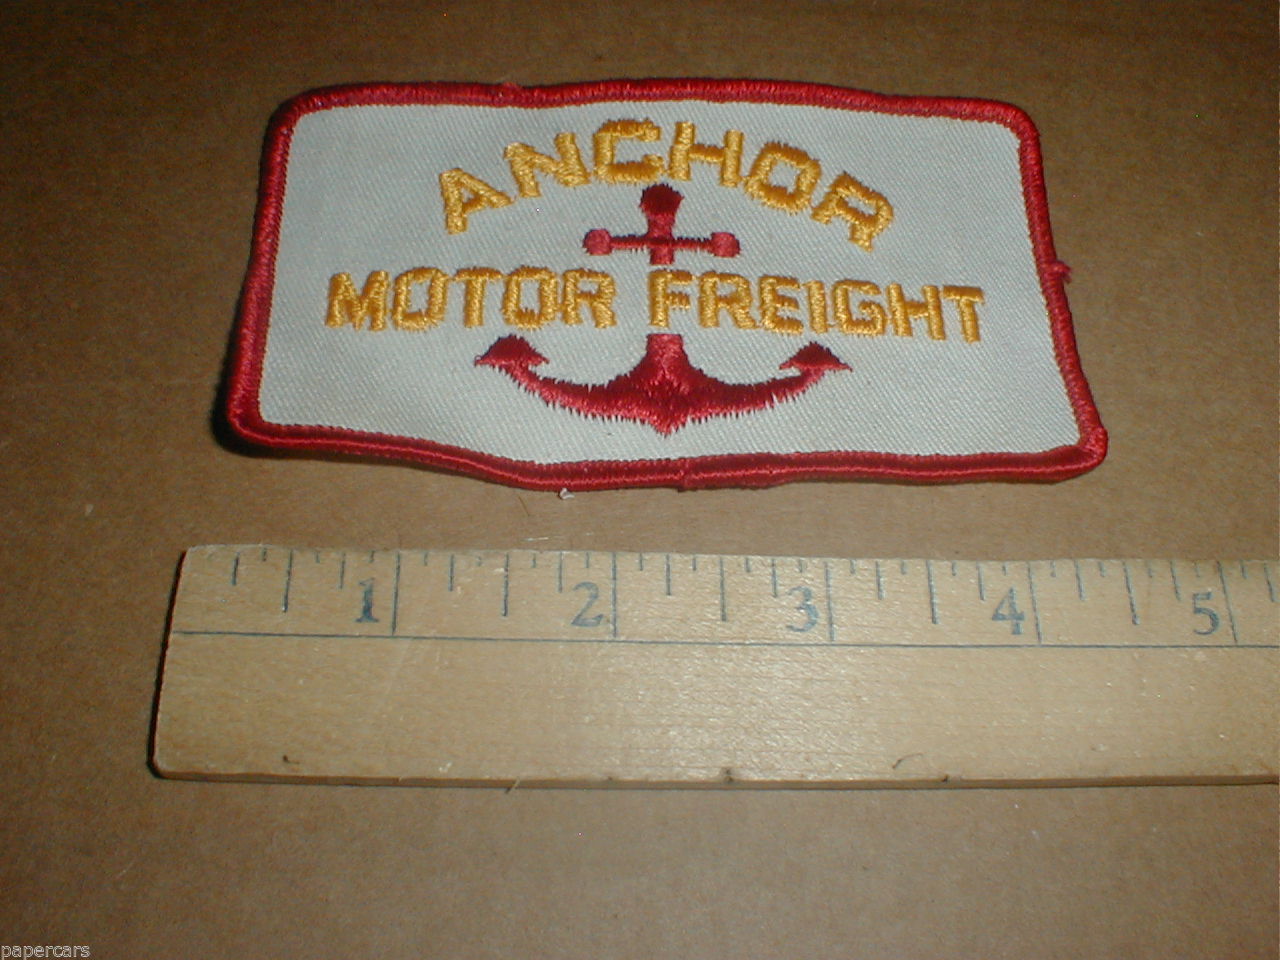 ANCHOR
MOTOR FREIGHT
1 2 3 4 5
papercars